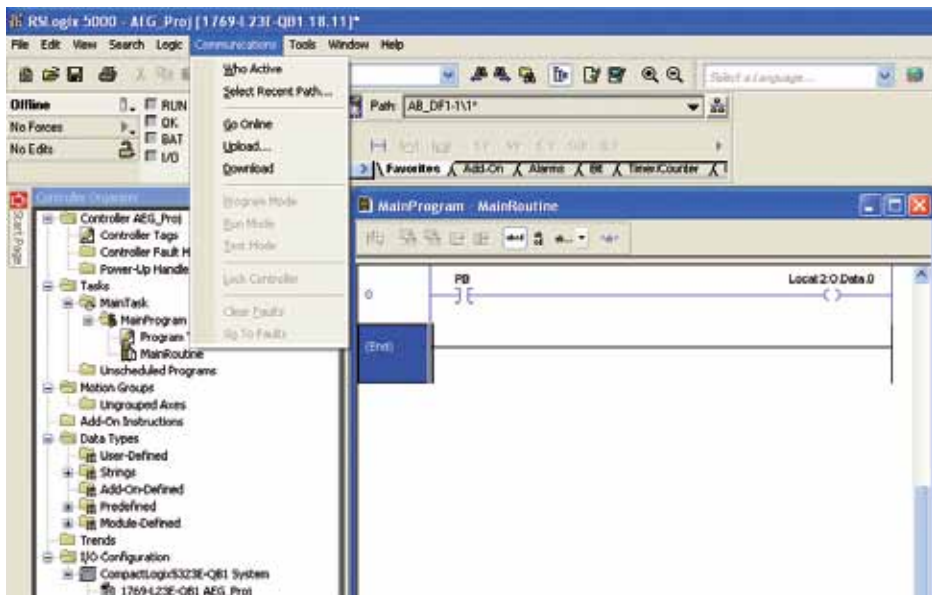 RSLogix 5000 - AEG_Proj [1769-L23E-QB1 18.11]*
File Edit View Search Logic Communications Tools Window Help
Who Active
Select Recent Path...
Go Online
Upload...
Download
Program Mode
Run Mode
Test Mode
Lock Controller
Clear Faults
Go To Faults
Select a Language...
Offline
RUN
No Forces
OK
No Edits
BAT
I/O
Path: AB_DF1-1\1*
Favorites Add-On Alarms Bit Timer/Counter
Controller Organizer
Start Page
Controller AEG_Proj
Controller Tags
Controller Fault H
Power-Up Handle
Tasks
MainTask
MainProgram
Program
MainRoutine
Unscheduled Programs
Motion Groups
Ungrouped Axes
Add-On Instructions
Data Types
User-Defined
Strings
Add-On-Defined
Predefined
Module-Defined
Trends
I/O Configuration
CompactLogix5323E-QB1 System
1769-L23E-QB1 AEG_Proj
MainProgram - MainRoutine
0
PB
Local:2:O.Data.0
(End)